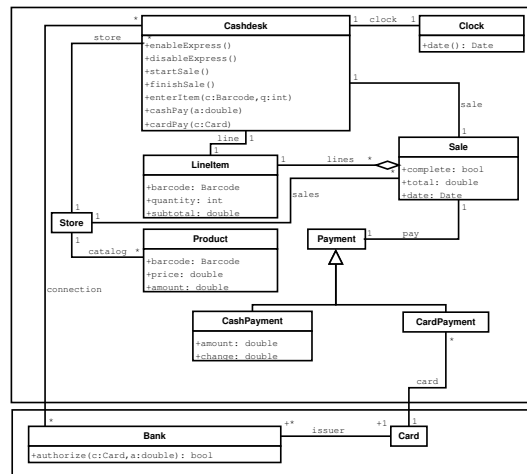 Cashdesk
+enableExpress()
+disableExpress()
+startSale()
+finishSale()
+enterItem(c:Barcode,q:int)
+cashPay(a:double)
+cardPay(c:Card)
1 clock 1
Clock
+date(): Date
*
store *
1
sale
1
line 1
1
LineItem
+barcode: Barcode
+quantity: int
+subtotal: double
1 lines *
Sale
+complete: bool
+total: double
+date: Date
*
sales
1
Store
1
1
catalog *
Product
+barcode: Barcode
+price: double
+amount: double
Payment
1 pay
1
connection
CashPayment
+amount: double
+change: double
CardPayment
*
card
1
*
Bank
+authorize(c:Card,a:double): bool
+* issuer +1
Card